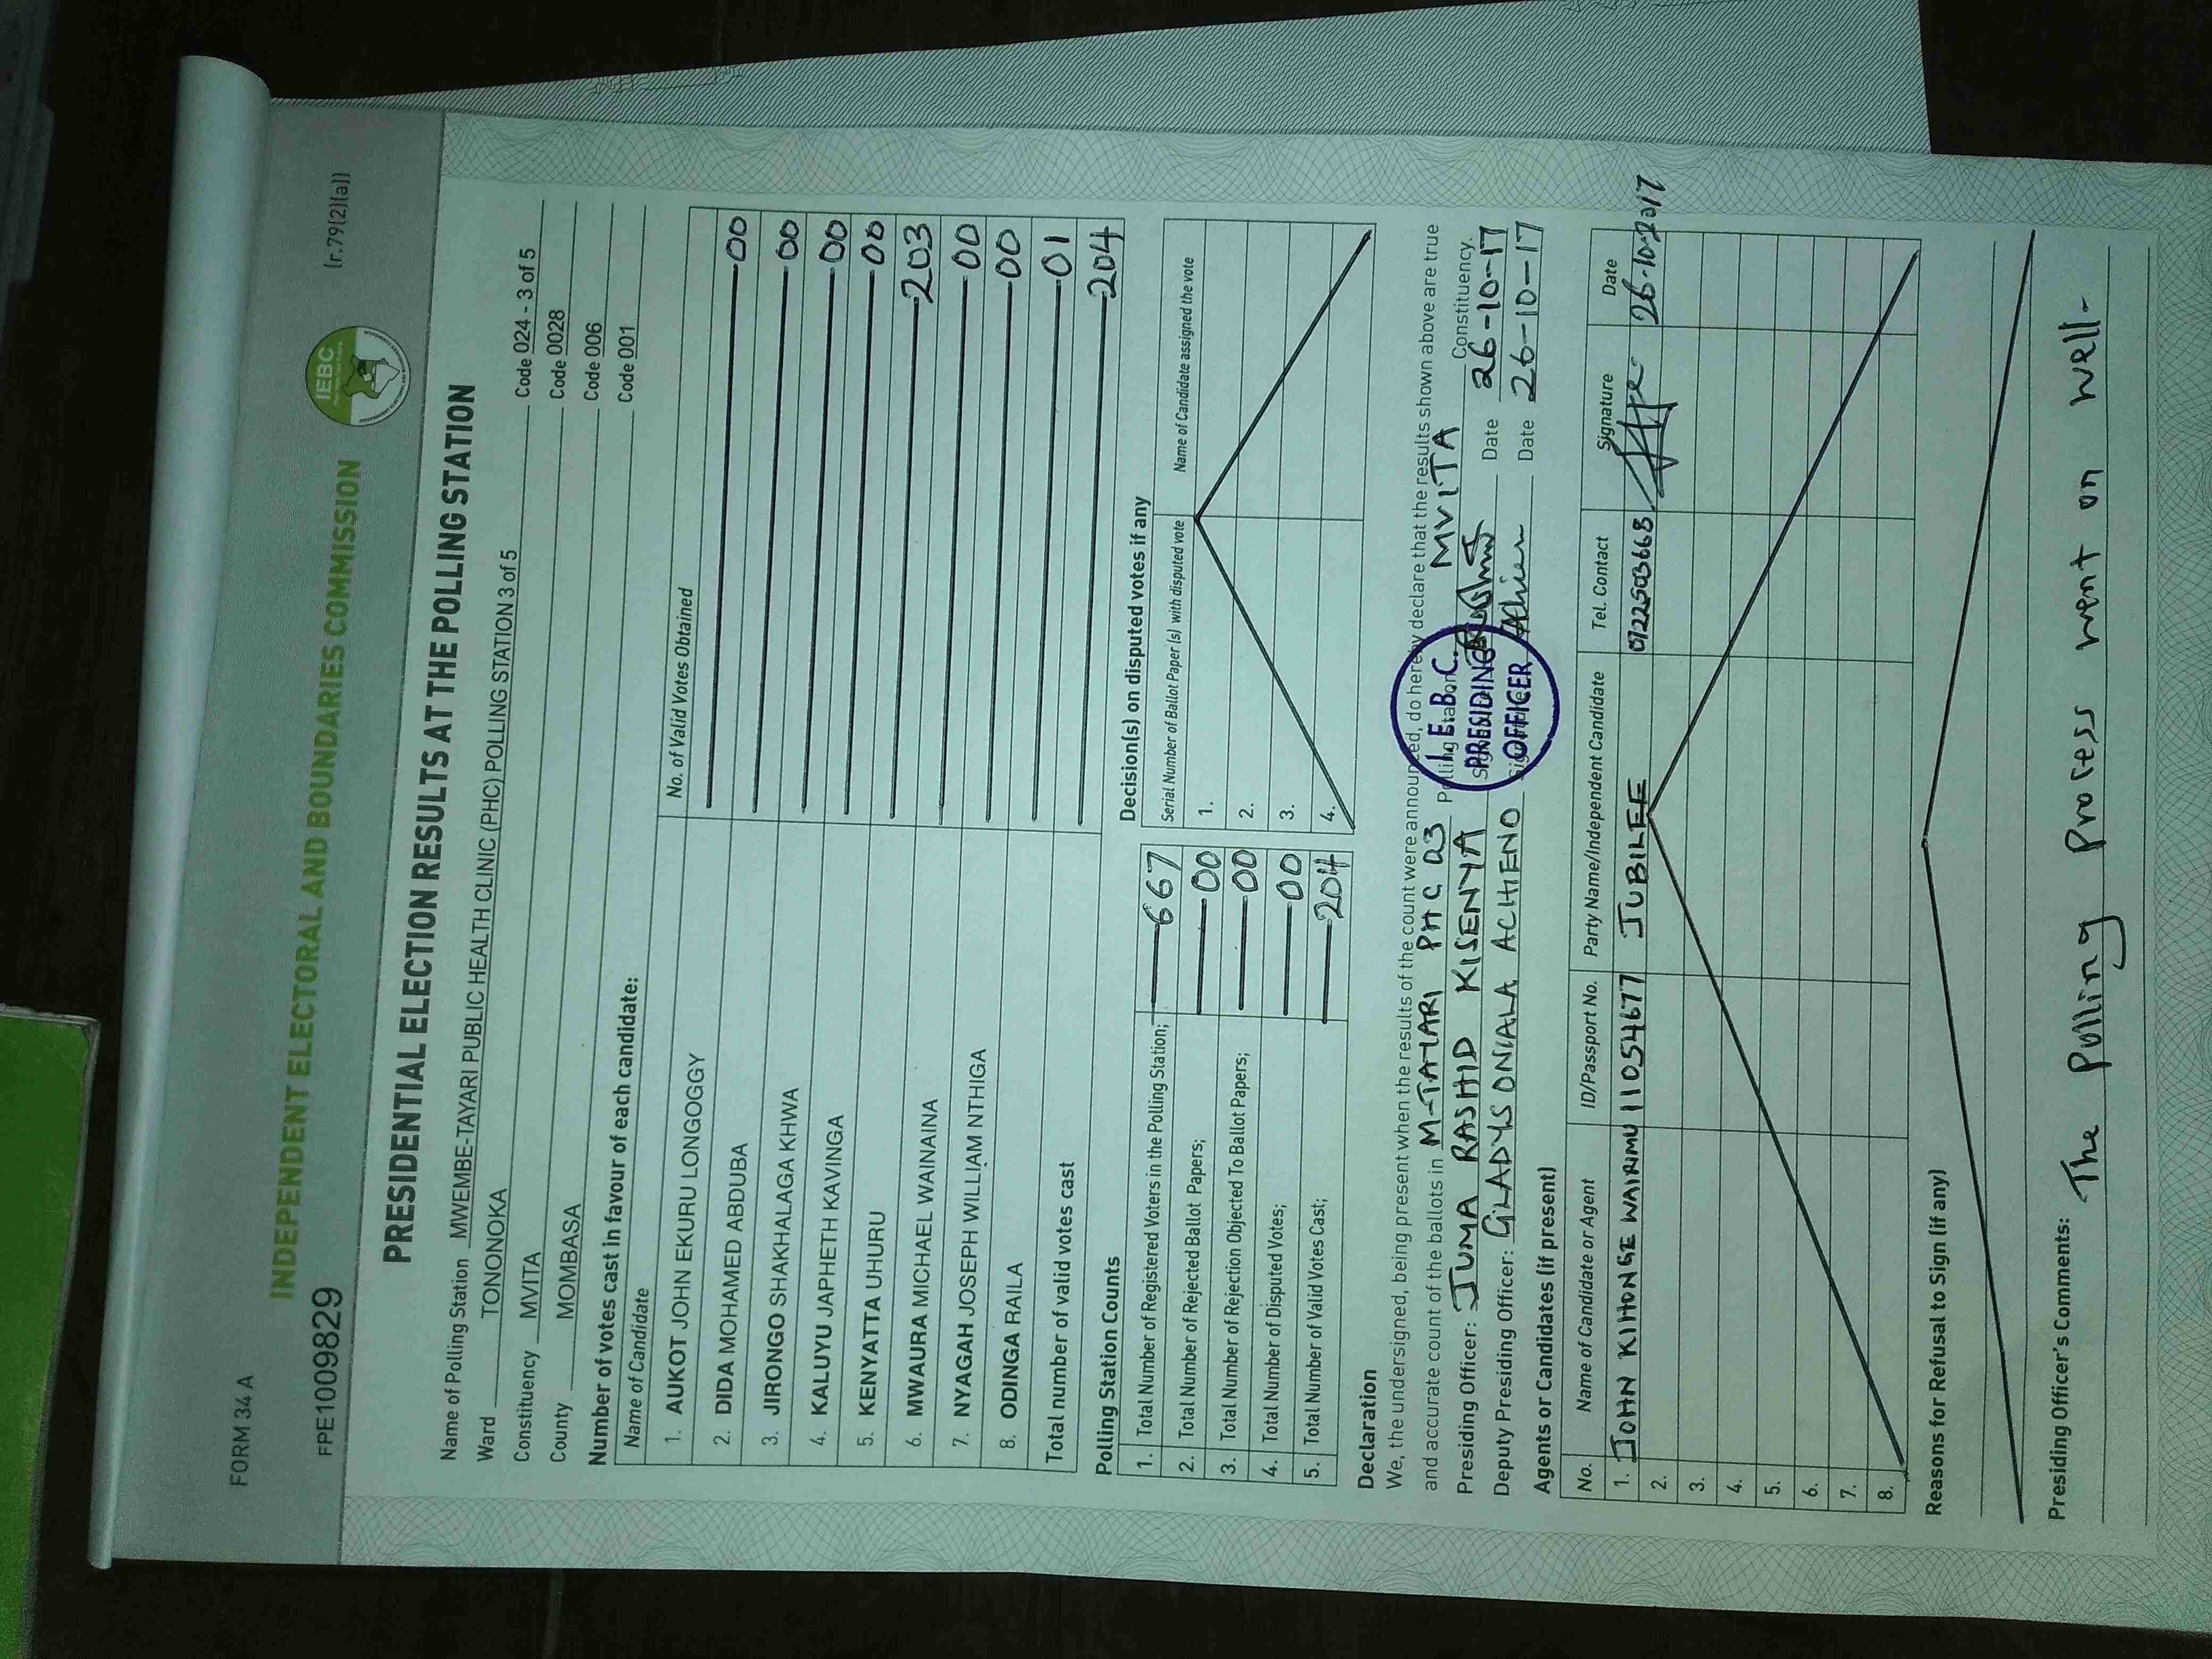 FORM 34 A
(r.79(2)(a))
INDEPENDENT ELECTORAL AND BOUNDARIES COMMISSION
IEBC
FPE1009829
PRESIDENTIAL ELECTION RESULTS AT THE POLLING STATION
Name of Polling Station MWEMBE-TAYARI PUBLIC HEALTH CLINIC (PHC) POLLING STATION 3 of 5 Code 024 - 3 of 5
Ward TONONOKA Code 0028
Constituency MVITA Code 006
County MOMBASA Code 001
Number of votes cast in favour of each candidate:
Name of Candidate No. of Valid Votes Obtained
1. AUKOT JOHN EKURU LONGOGGY 00
2. DIDA MOHAMED ABDUBA 00
3. JIRONGO SHAKHALAGA KHWA 00
4. KALUYU JAPHETH KAVINGA 00
5. KENYATTA UHURU 203
6. MWAURA MICHAEL WAINAINA 00
7. NYAGAH JOSEPH WILLIAM NTHIGA 00
8. ODINGA RAILA 01
Total number of valid votes cast 204
Polling Station Counts
1. Total Number of Registered Voters in the Polling Station; 667
2. Total Number of Rejected Ballot Papers; 00
3. Total Number of Rejection Objected To Ballot Papers; 00
4. Total Number of Disputed Votes; 00
5. Total Number of Valid Votes Cast; 204
Decision(s) on disputed votes if any
Serial Number of Ballot Paper (s) with disputed vote Name of Candidate assigned the vote
1.
2.
3.
4.
Declaration
We, the undersigned, being present when the results of the count were announced, do hereby declare that the results shown above are true
and accurate count of the ballots in M-TAYARI PHC 03 Polling Station MVITA Constituency.
Presiding Officer: JUMA RASHID KISENYA Date 26-10-17
Deputy Presiding Officer: GLADYS ONIALA ACHIENO Achien Date 26-10-17
I.E.B.C.
PRESIDING
OFFICER
Agents or Candidates (if present)
No. Name of Candidate or Agent ID/Passport No. Party Name/Independent Candidate Tel. Contact Signature Date
1. JOHN KIHONGE WAIRIMU 11054677 JUBILEE 0722503668 26-10-2017
2.
3.
4.
5.
6.
7.
8.
Reasons for Refusal to Sign (if any)
Presiding Officer's Comments: The polling process went on well-